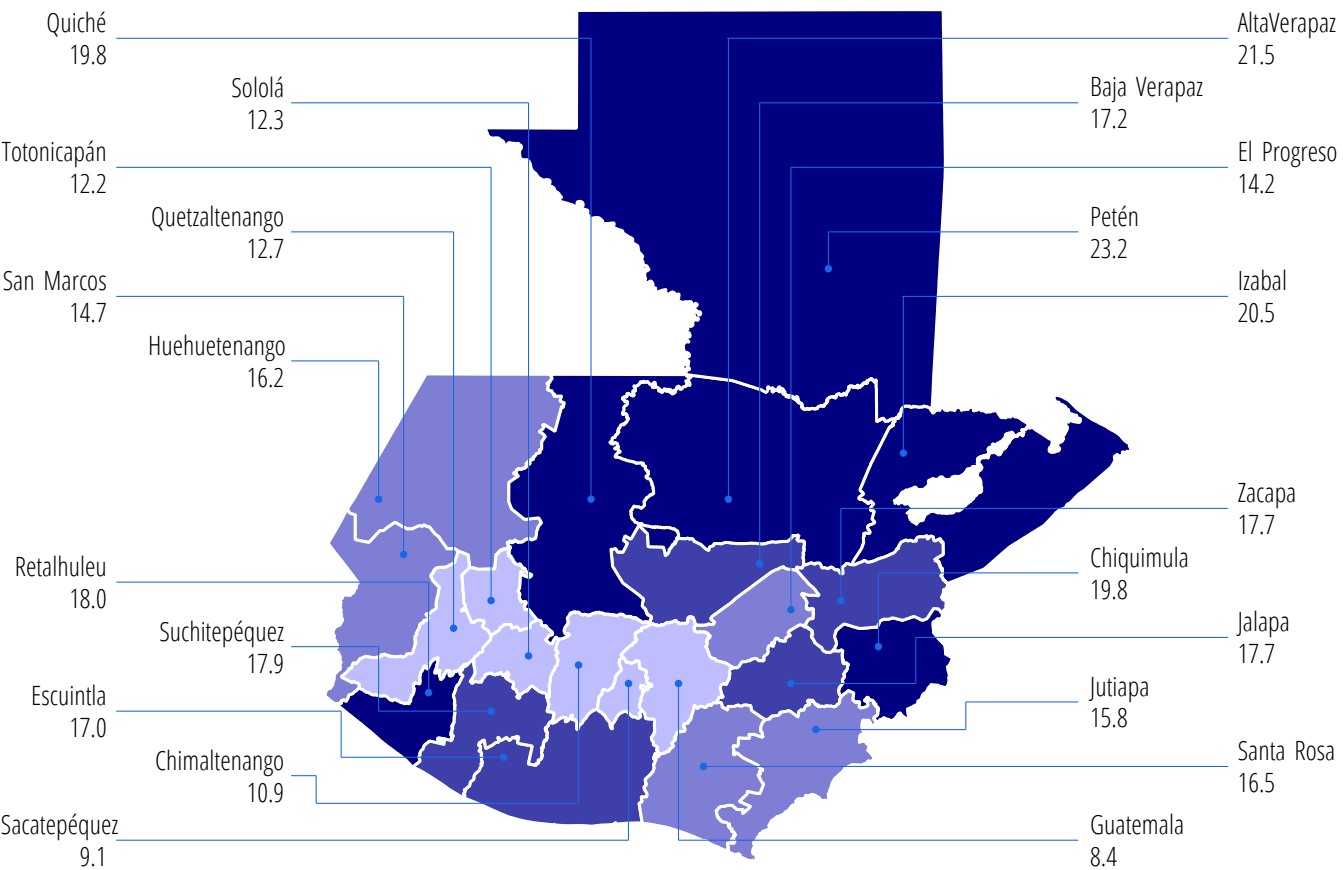 Quiché
19.8
Sololá
12.3
Totonicapán
12.2
Quetzaltenango
12.7
San Marcos
14.7
Huehuetenango
16.2
Retalhuleu
18.0
Suchitepéquez
17.9
Escuintla
17.0
Chimaltenango
10.9
Sacatepéquez
9.1
AltaVerapaz
21.5
Baja Verapaz
17.2
El Progreso
14.2
Petén
23.2
Izabal
20.5
Zacapa
17.7
Chiquimula
19.8
Jalapa
17.7
Jutiapa
15.8
Santa Rosa
16.5
Guatemala
8.4